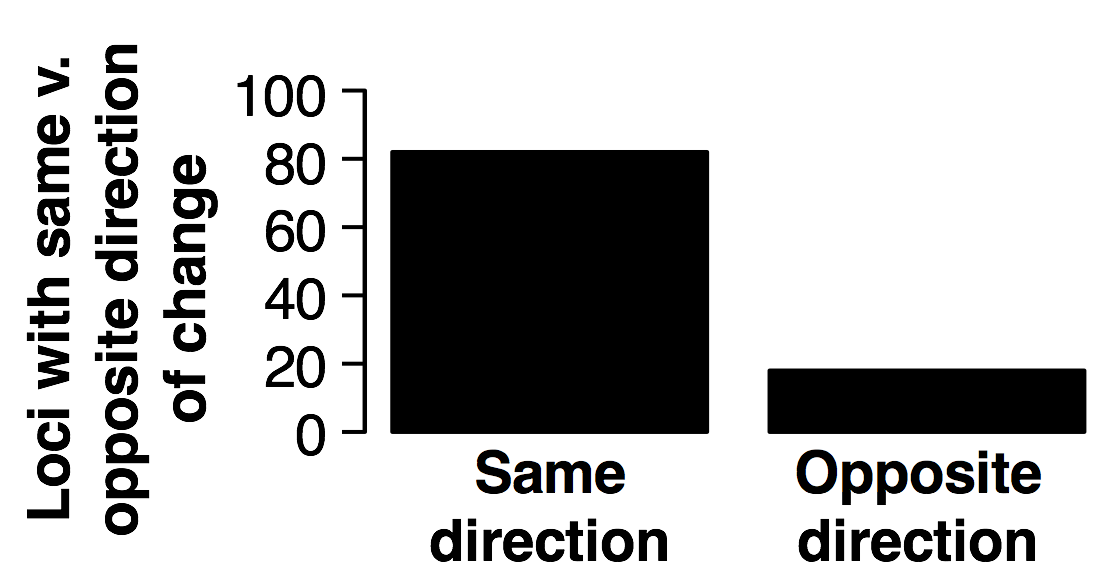 Loci with same v.
opposite direction
of change
100
80
60
40
20
0
Same
direction
Opposite
direction